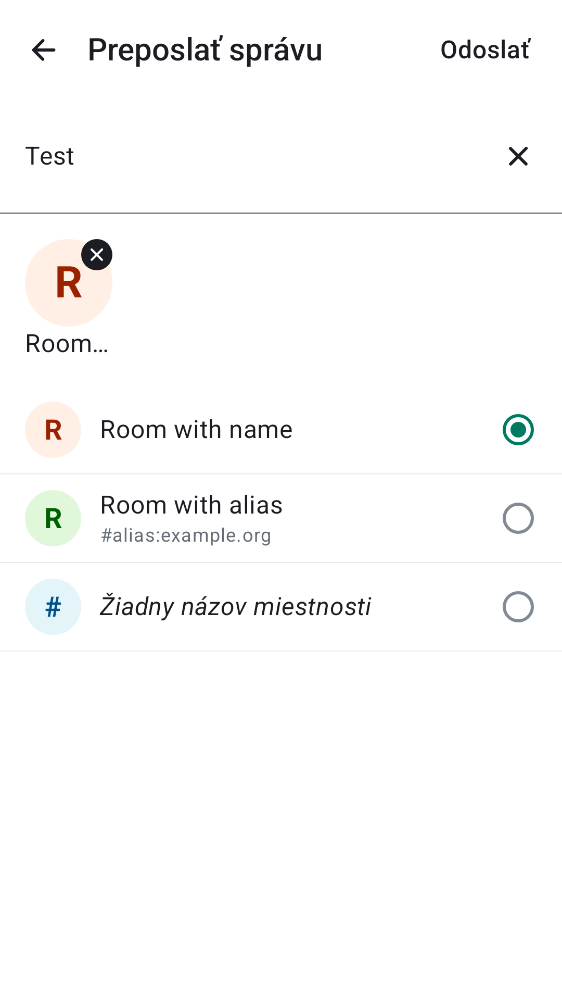 Preposlať správu
Odoslať
Test
R
Room…
R
Room with name
R
Room with alias
#alias:example.org
#
Žiadny názov miestnosti